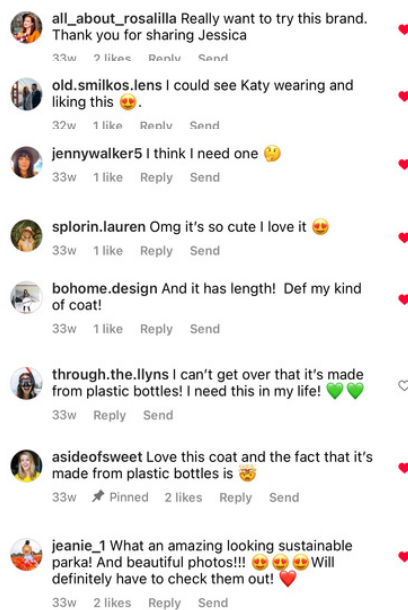 all_about_rosalilla Really want to try this brand.
Thank you for sharing Jessica
33w 2 likes Reply Send
old.smilkos.lens I could see Katy wearing and
liking this 😍.
32w 1 like Reply Send
jennywalker5 I think I need one 🤔
33w 1 like Reply Send
splorin.lauren Omg it's so cute I love it 😍
33w 1 like Reply Send
bohome.design And it has length! Def my kind
of coat!
33w 1 like Reply Send
through.the.llyns I can't get over that it's made
from plastic bottles! I need this in my life! 💚💚
33w Reply Send
asideofsweet Love this coat and the fact that it's
made from plastic bottles is 🤯
33w 📌 Pinned 2 likes Reply Send
jeanie_1 What an amazing looking sustainable
parka! And beautiful photos!!! 😍😍😍Will
definitely have to check them out! ❤️
33w 2 likes Reply Send